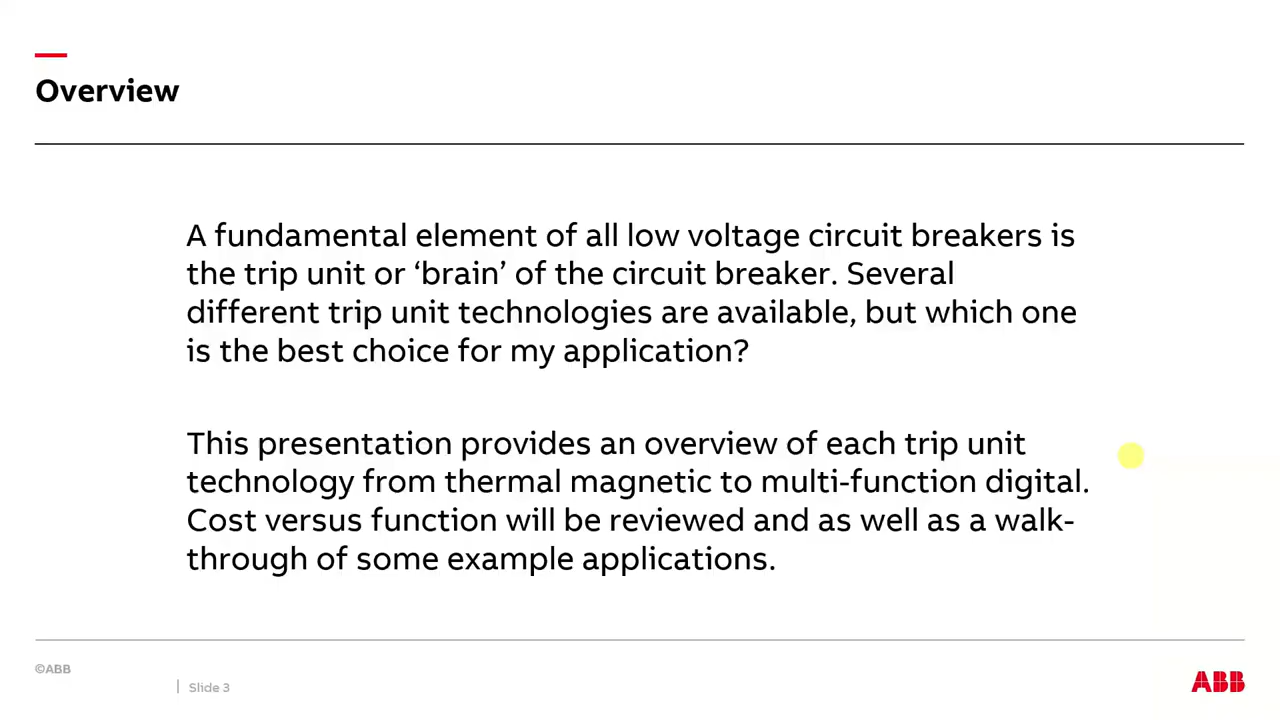 Overview
A fundamental element of all low voltage circuit breakers is
the trip unit or ‘brain’ of the circuit breaker. Several
different trip unit technologies are available, but which one
is the best choice for my application?
This presentation provides an overview of each trip unit
technology from thermal magnetic to multi-function digital.
Cost versus function will be reviewed and as well as a walk-
through of some example applications.
©ABB
Slide 3
ABB